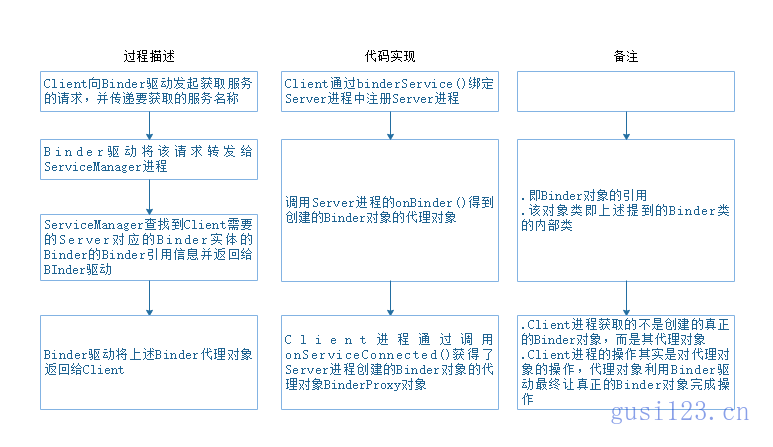 过程描述
Client向Binder驱动发起获取服务
的请求，并传递要获取的服务名称
Binder驱动将该请求转发给
ServiceManager进程
ServiceManager查找到Client需要
的Server对应的Binder实体的
Binder的Binder引用信息并返回给
BInder驱动
Binder驱动将上述Binder代理对象
返回给Client
代码实现
Client通过binderService()绑定
Server进程中注册Server进程
调用Server进程的onBinder()得到
创建的Binder对象的代理对象
Client进程通过调用
onServiceConnected()获得了
Server进程创建的Binder对象的代
理对象BinderProxy对象
备注
.即Binder对象的引用
.该对象类即上述提到的Binder类
的内部类
.Client进程获取的不是创建的真正
的Binder对象，而是其代理对象
.Client进程的操作其实是对代理对
象的操作，代理对象利用Binder驱
动最终让真正的Binder对象完成操
作
gusi123.cn